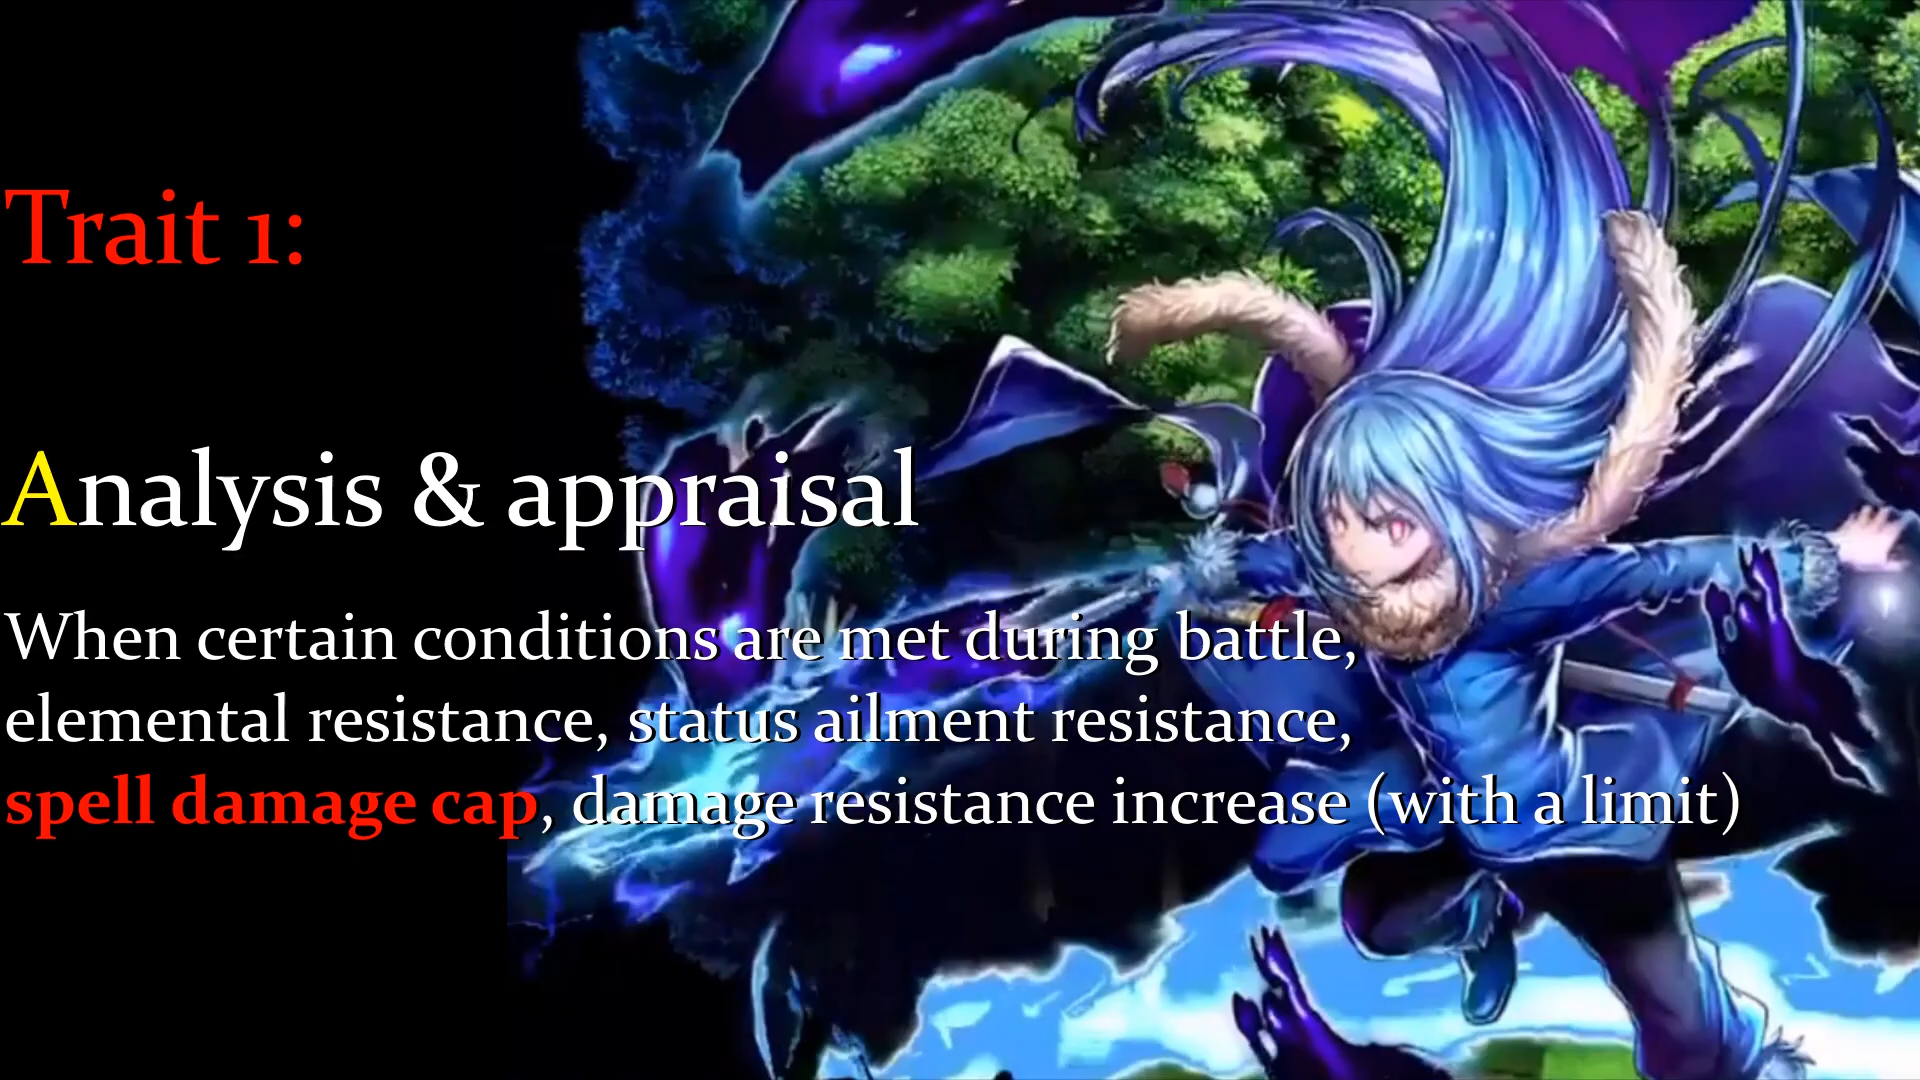 Trait 1:
Analysis & appraisal
When certain conditions are met during battle,
elemental resistance, status ailment resistance,
spell damage cap, damage resistance increase (with a limit)